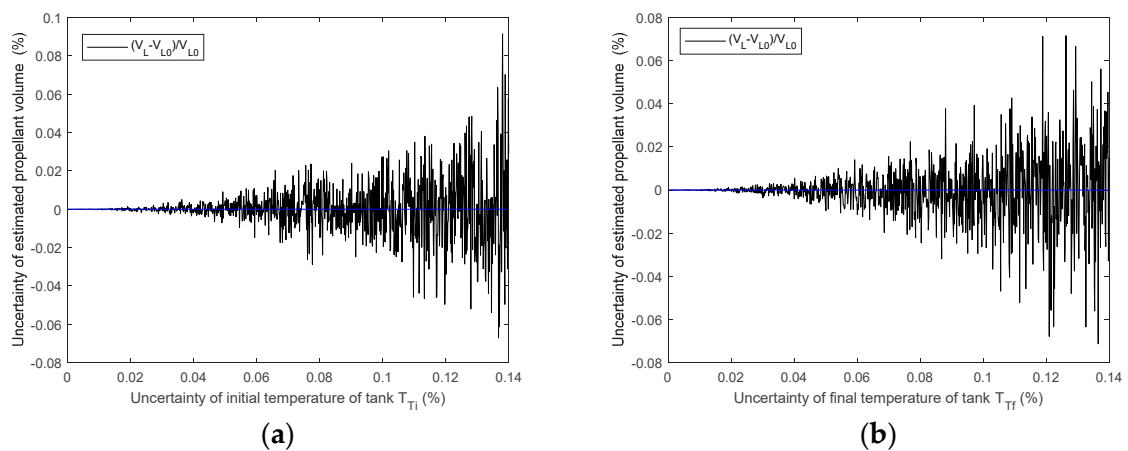 0.1
0.08
0.06
0.04
0.02
0
-0.02
-0.04
-0.06
-0.08
0 0.02 0.04 0.06 0.08 0.1 0.12 0.14
Uncertainty of estimated propellant volume (%)
(V_L-V_L0)/V_L0
Uncertainty of initial temperature of tank T_Ti (%)
(a)
0.08
0.06
0.04
0.02
0
-0.02
-0.04
-0.06
-0.08
0 0.02 0.04 0.06 0.08 0.1 0.12 0.14
Uncertainty of estimated propellant volume (%)
(V_L-V_L0)/V_L0
Uncertainty of final temperature of tank T_Tf (%)
(b)